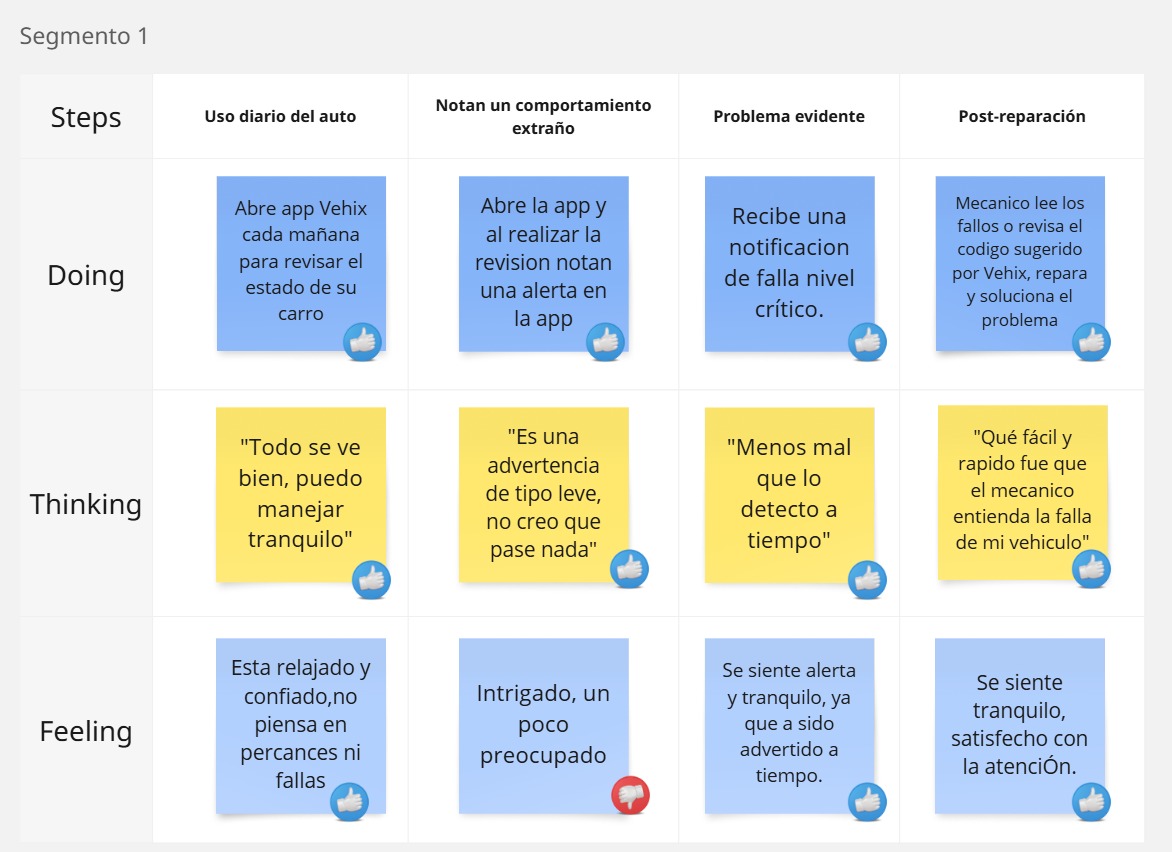 Segmento 1
Steps
Uso diario del auto
Notan un comportamiento
extraño
Problema evidente
Post-reparación
Doing
Abre app Vehix
cada mañana
para revisar el
estado de su
carro
Abre la app y
al realizar la
revision notan
una alerta en
la app
Recibe una
notificacion
de falla nivel
crítico.
Mecanico lee los
fallos o revisa el
codigo sugerido
por Vehix, repara
y soluciona el
problema
Thinking
"Todo se ve
bien, puedo
manejar
tranquilo"
"Es una
advertencia
de tipo leve,
no creo que
pase nada"
"Menos mal
que lo
detecto a
tiempo"
"Qué fácil y
rapido fue que
el mecanico
entienda la falla
de mi vehiculo"
Feeling
Esta relajado y
confiado,no
piensa en
percances ni
fallas
Intrigado, un
poco
preocupado
Se siente alerta
y tranquilo, ya
que a sido
advertido a
tiempo.
Se siente
tranquilo,
satisfecho con
la atenciÓn.